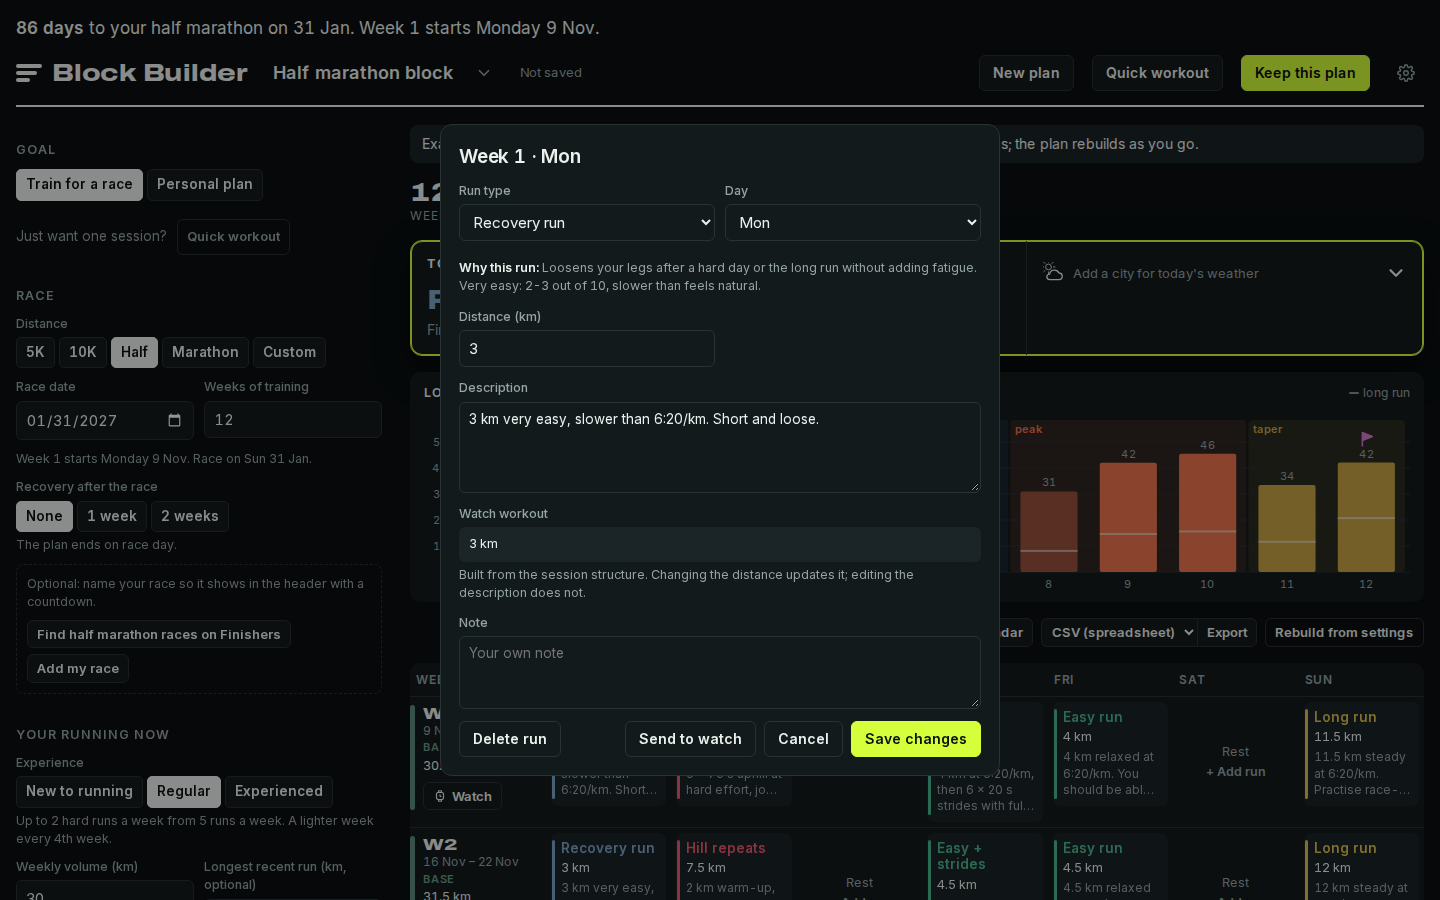 86 days to your half marathon on 31 Jan. Week 1 starts Monday 9 Nov.
Block Builder
Half marathon block
Not saved
New plan
Quick workout
Keep this plan
GOAL
Train for a race
Personal plan
Just want one session?
Quick workout
RACE
Distance
5K
10K
Half
Marathon
Custom
Race date
Weeks of training
01/31/2027
12
Week 1 starts Monday 9 Nov. Race on Sun 31 Jan.
Recovery after the race
None
1 week
2 weeks
The plan ends on race day.
Optional: name your race so it shows in the header with a
countdown.
Find half marathon races on Finishers
Add my race
YOUR RUNNING NOW
Experience
New to running
Regular
Experienced
Up to 2 hard runs a week from 5 runs a week. A lighter week
every 4th week.
Weekly volume (km)
Longest recent run (km,
optional)
30
the plan rebuilds as you go.
12
Add a city for today's weather
long run
peak
taper
31
42
46
34
42
8
9
10
11
12
CSV (spreadsheet)
Export
Rebuild from settings
FRI
SAT
SUN
Week 1 · Mon
Run type
Day
Recovery run
Mon
Why this run: Loosens your legs after a hard day or the long run without adding fatigue.
Very easy: 2-3 out of 10, slower than feels natural.
Distance (km)
3
Description
3 km very easy, slower than 6:20/km. Short and loose.
Watch workout
3 km
Built from the session structure. Changing the distance updates it; editing the
description does not.
Note
Your own note
Delete run
Send to watch
Cancel
Save changes
BASE
Watch
6:20/km. Short...
hard effort, jo...
then 6 × 20 s
strides with ful...
Easy run
4 km
4 km relaxed at
6:20/km. You
should be abl...
Rest
+ Add run
Long run
11.5 km
11.5 km steady
at 6:20/km.
Practise race-...
W2
16 Nov – 22 Nov
BASE
31.5 km
Recovery run
3 km
3 km very easy,
Hill repeats
7.5 km
2 km warm-up,
Rest
Easy +
strides
4.5 km
Easy run
4.5 km
4.5 km relaxed
Rest
Long run
12 km
12 km steady at